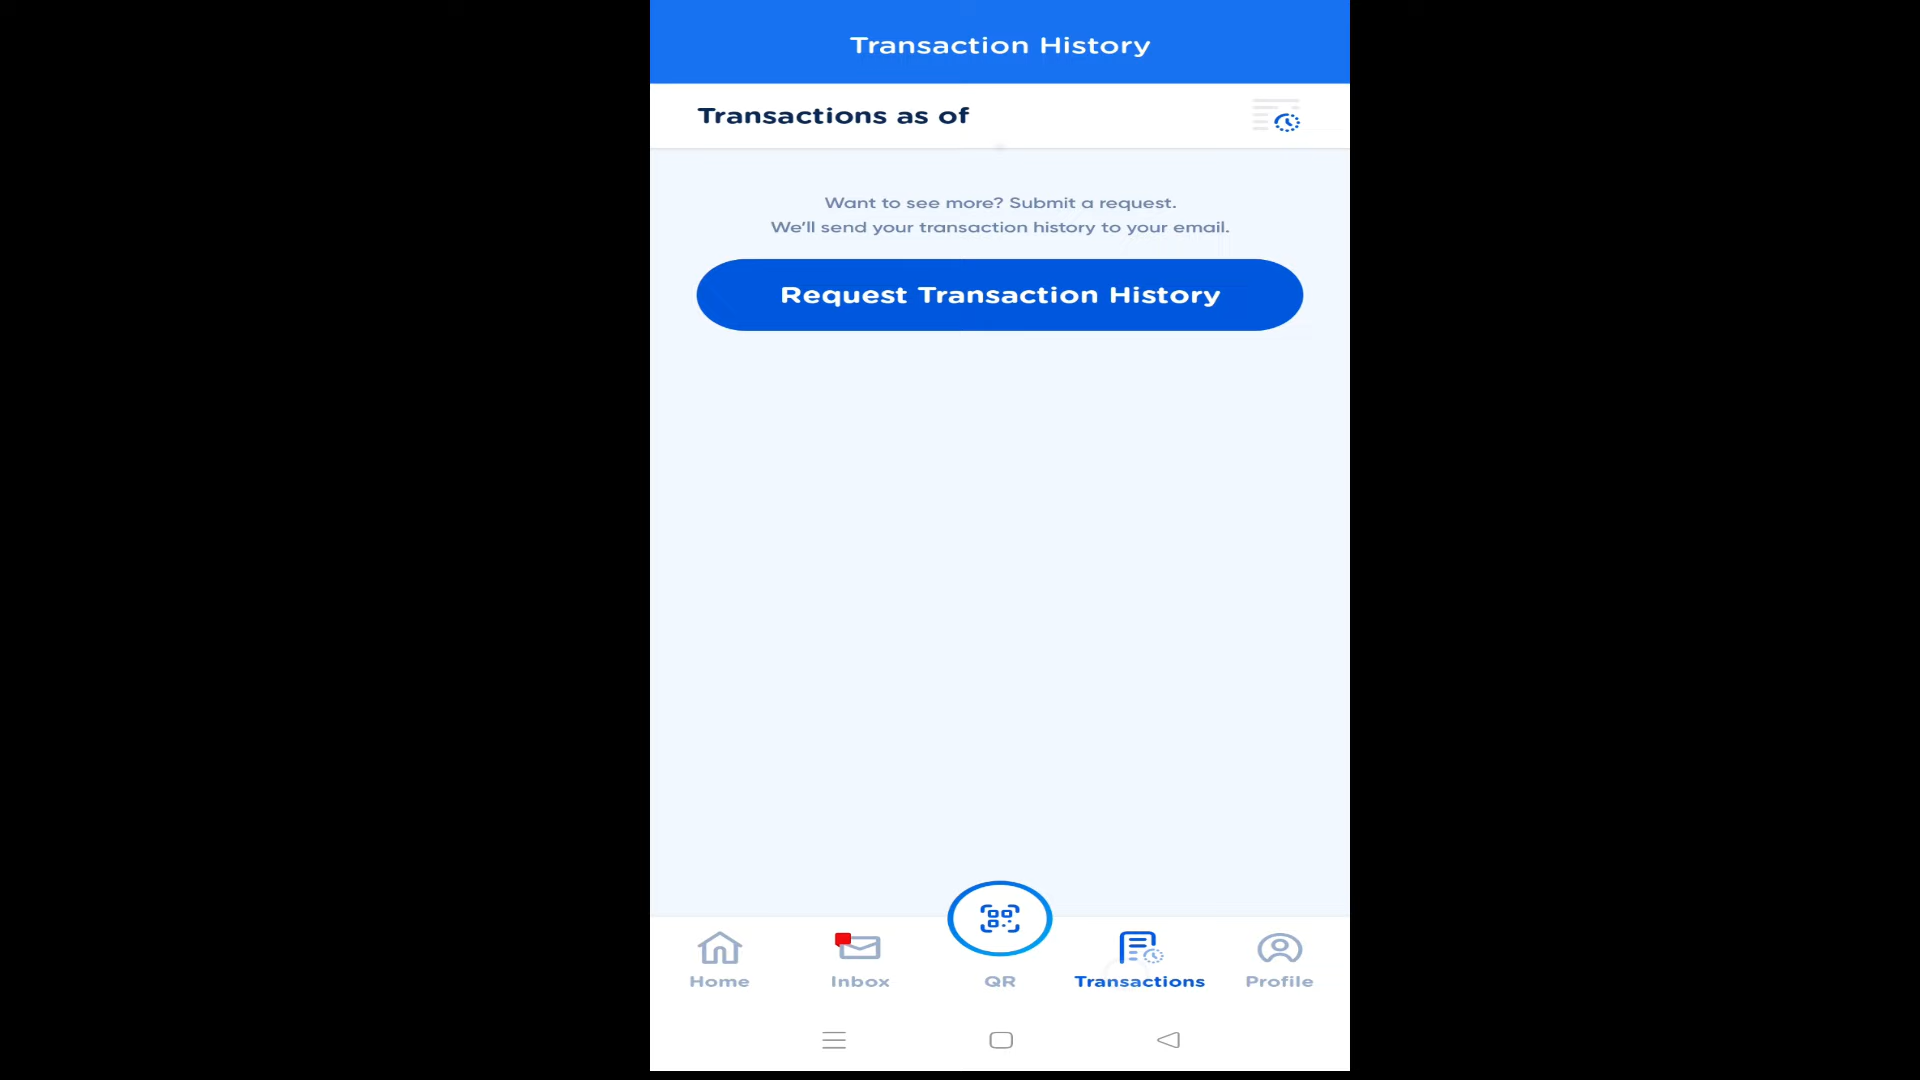 Transaction History
Transactions as of
Want to see more? Submit a request.
We'll send your transaction history to your email.
Request Transaction History
Home
Inbox
QR
Transactions
Profile